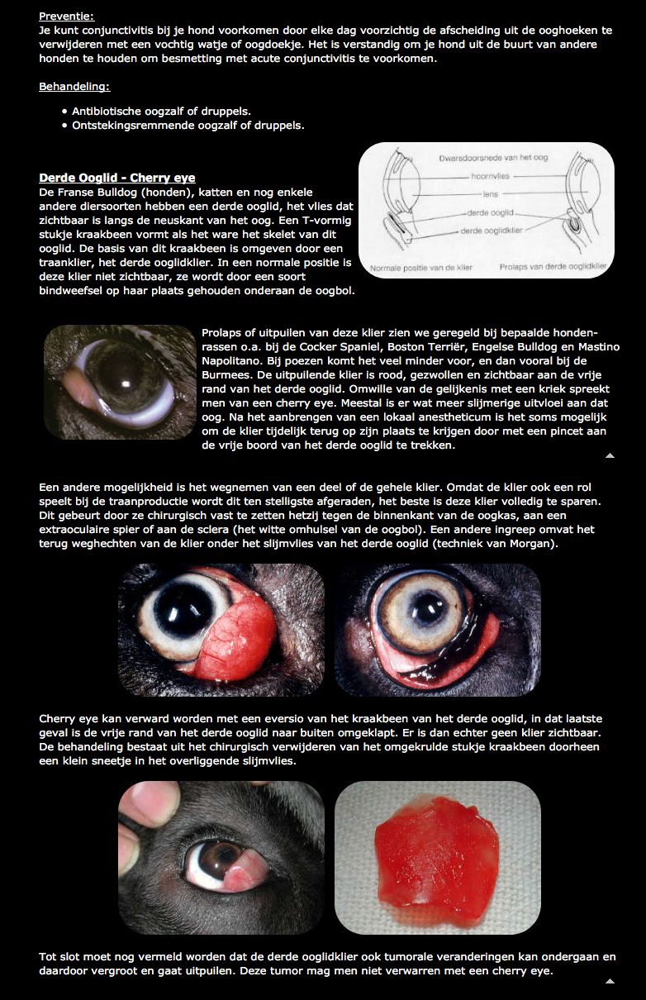 Preventie:
Je kunt conjunctivitis bij je hond voorkomen door elke dag voorzichtig de afscheiding uit de ooghoeken te
verwijderen met een vochtig watje of oogdoekje. Het is verstandig om je hond uit de buurt van andere
honden te houden om besmetting met acute conjunctivitis te voorkomen.
Behandeling:
• Antibiotische oogzalf of druppels.
• Ontstekingsremmende oogzalf of druppels.
Derde Ooglid - Cherry eye
De Franse Bulldog (honden), katten en nog enkele
andere diersoorten hebben een derde ooglid, het vlies dat
zichtbaar is langs de neuskant van het oog. Een T-vormig
stukje kraakbeen vormt als het ware het skelet van dit
ooglid. De basis van dit kraakbeen is omgeven door een
traanklier, het derde ooglidklier. In een normale positie is
deze klier niet zichtbaar, ze wordt door een soort
bindweefsel op haar plaats gehouden onderaan de oogbol.
Dwarsdoorsnede van het oog
hoornvlies
lens
derde ooglid
derde ooglidklier
Normale positie van de klier
Prolaps van derde ooglidklier
Prolaps of uitpuilen van deze klier zien we geregeld bij bepaalde honden-
rassen o.a. bij de Cocker Spaniel, Boston Terriër, Engelse Bulldog en Mastino
Napolitano. Bij poezen komt het veel minder voor, en dan vooral bij de
Burmees. De uitpuilende klier is rood, gezwollen en zichtbaar aan de vrije
rand van het derde ooglid. Omwille van de gelijkenis met een kriek spreekt
men van een cherry eye. Meestal is er wat meer slijmerige uitvloei aan dat
oog. Na het aanbrengen van een lokaal anestheticum is het soms mogelijk
om de klier tijdelijk terug op zijn plaats te krijgen door met een pincet aan
de vrije boord van het derde ooglid te trekken.
Een andere mogelijkheid is het wegnemen van een deel of de gehele klier. Omdat de klier ook een rol
speelt bij de traanproductie wordt dit ten stelligste afgeraden, het beste is deze klier volledig te sparen.
Dit gebeurt door ze chirurgisch vast te zetten hetzij tegen de binnenkant van de oogkas, aan een
extraoculaire spier of aan de sclera (het witte omhulsel van de oogbol). Een andere ingreep omvat het
terug weghechten van de klier onder het slijmvlies van het derde ooglid (techniek van Morgan).
Cherry eye kan verward worden met een eversio van het kraakbeen van het derde ooglid, in dat laatste
geval is de vrije rand van het derde ooglid naar buiten omgeklapt. Er is dan echter geen klier zichtbaar.
De behandeling bestaat uit het chirurgisch verwijderen van het omgekrulde stukje kraakbeen doorheen
een klein sneetje in het overliggende slijmvlies.
Tot slot moet nog vermeld worden dat de derde ooglidklier ook tumorale veranderingen kan ondergaan en
daardoor vergroot en gaat uitpuilen. Deze tumor mag men niet verwarren met een cherry eye.